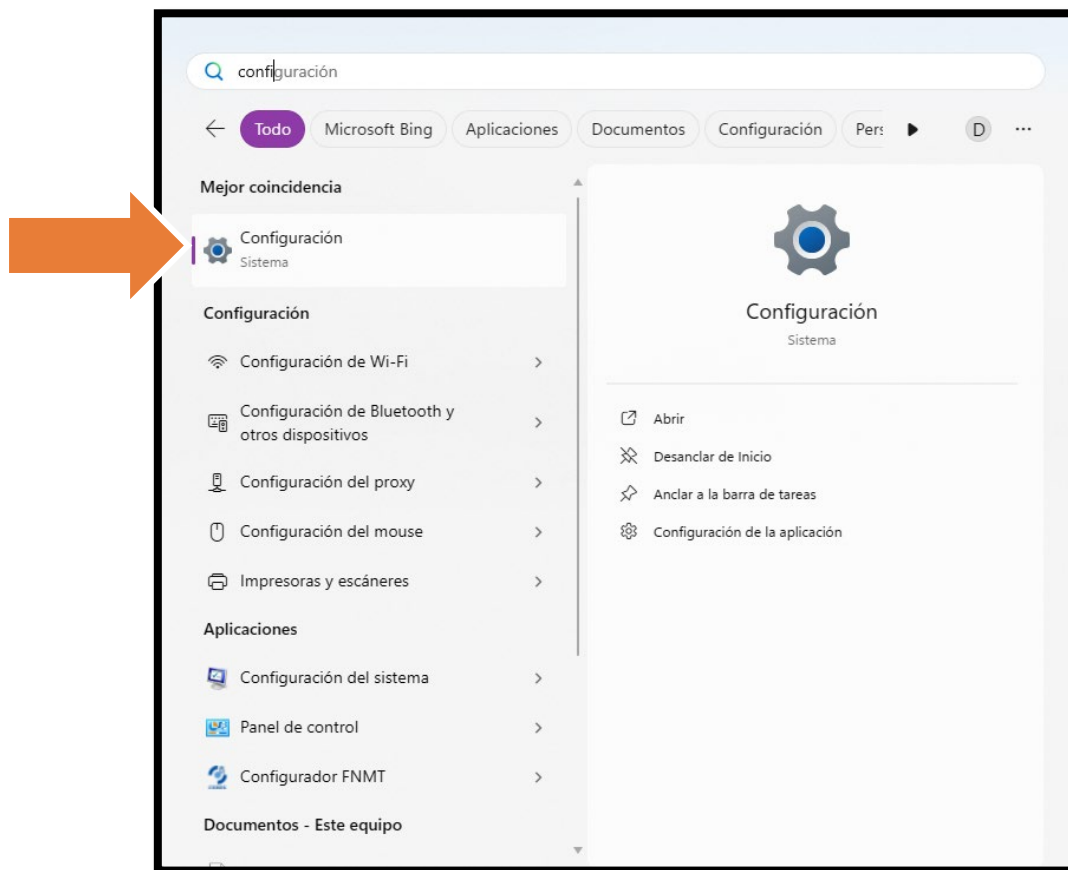 configuración
Todo Microsoft Bing Aplicaciones Documentos Configuración Pers D ...
Mejor coincidencia
Configuración
Sistema
Configuración
Configuración de Wi-Fi
Configuración de Bluetooth y
otros dispositivos
Configuración del proxy
Configuración del mouse
Impresoras y escáneres
Aplicaciones
Configuración del sistema
Panel de control
Configurador FNMT
Documentos - Este equipo
Configuración
Sistema
Abrir
Desanclar de Inicio
Anclar a la barra de tareas
Configuración de la aplicación